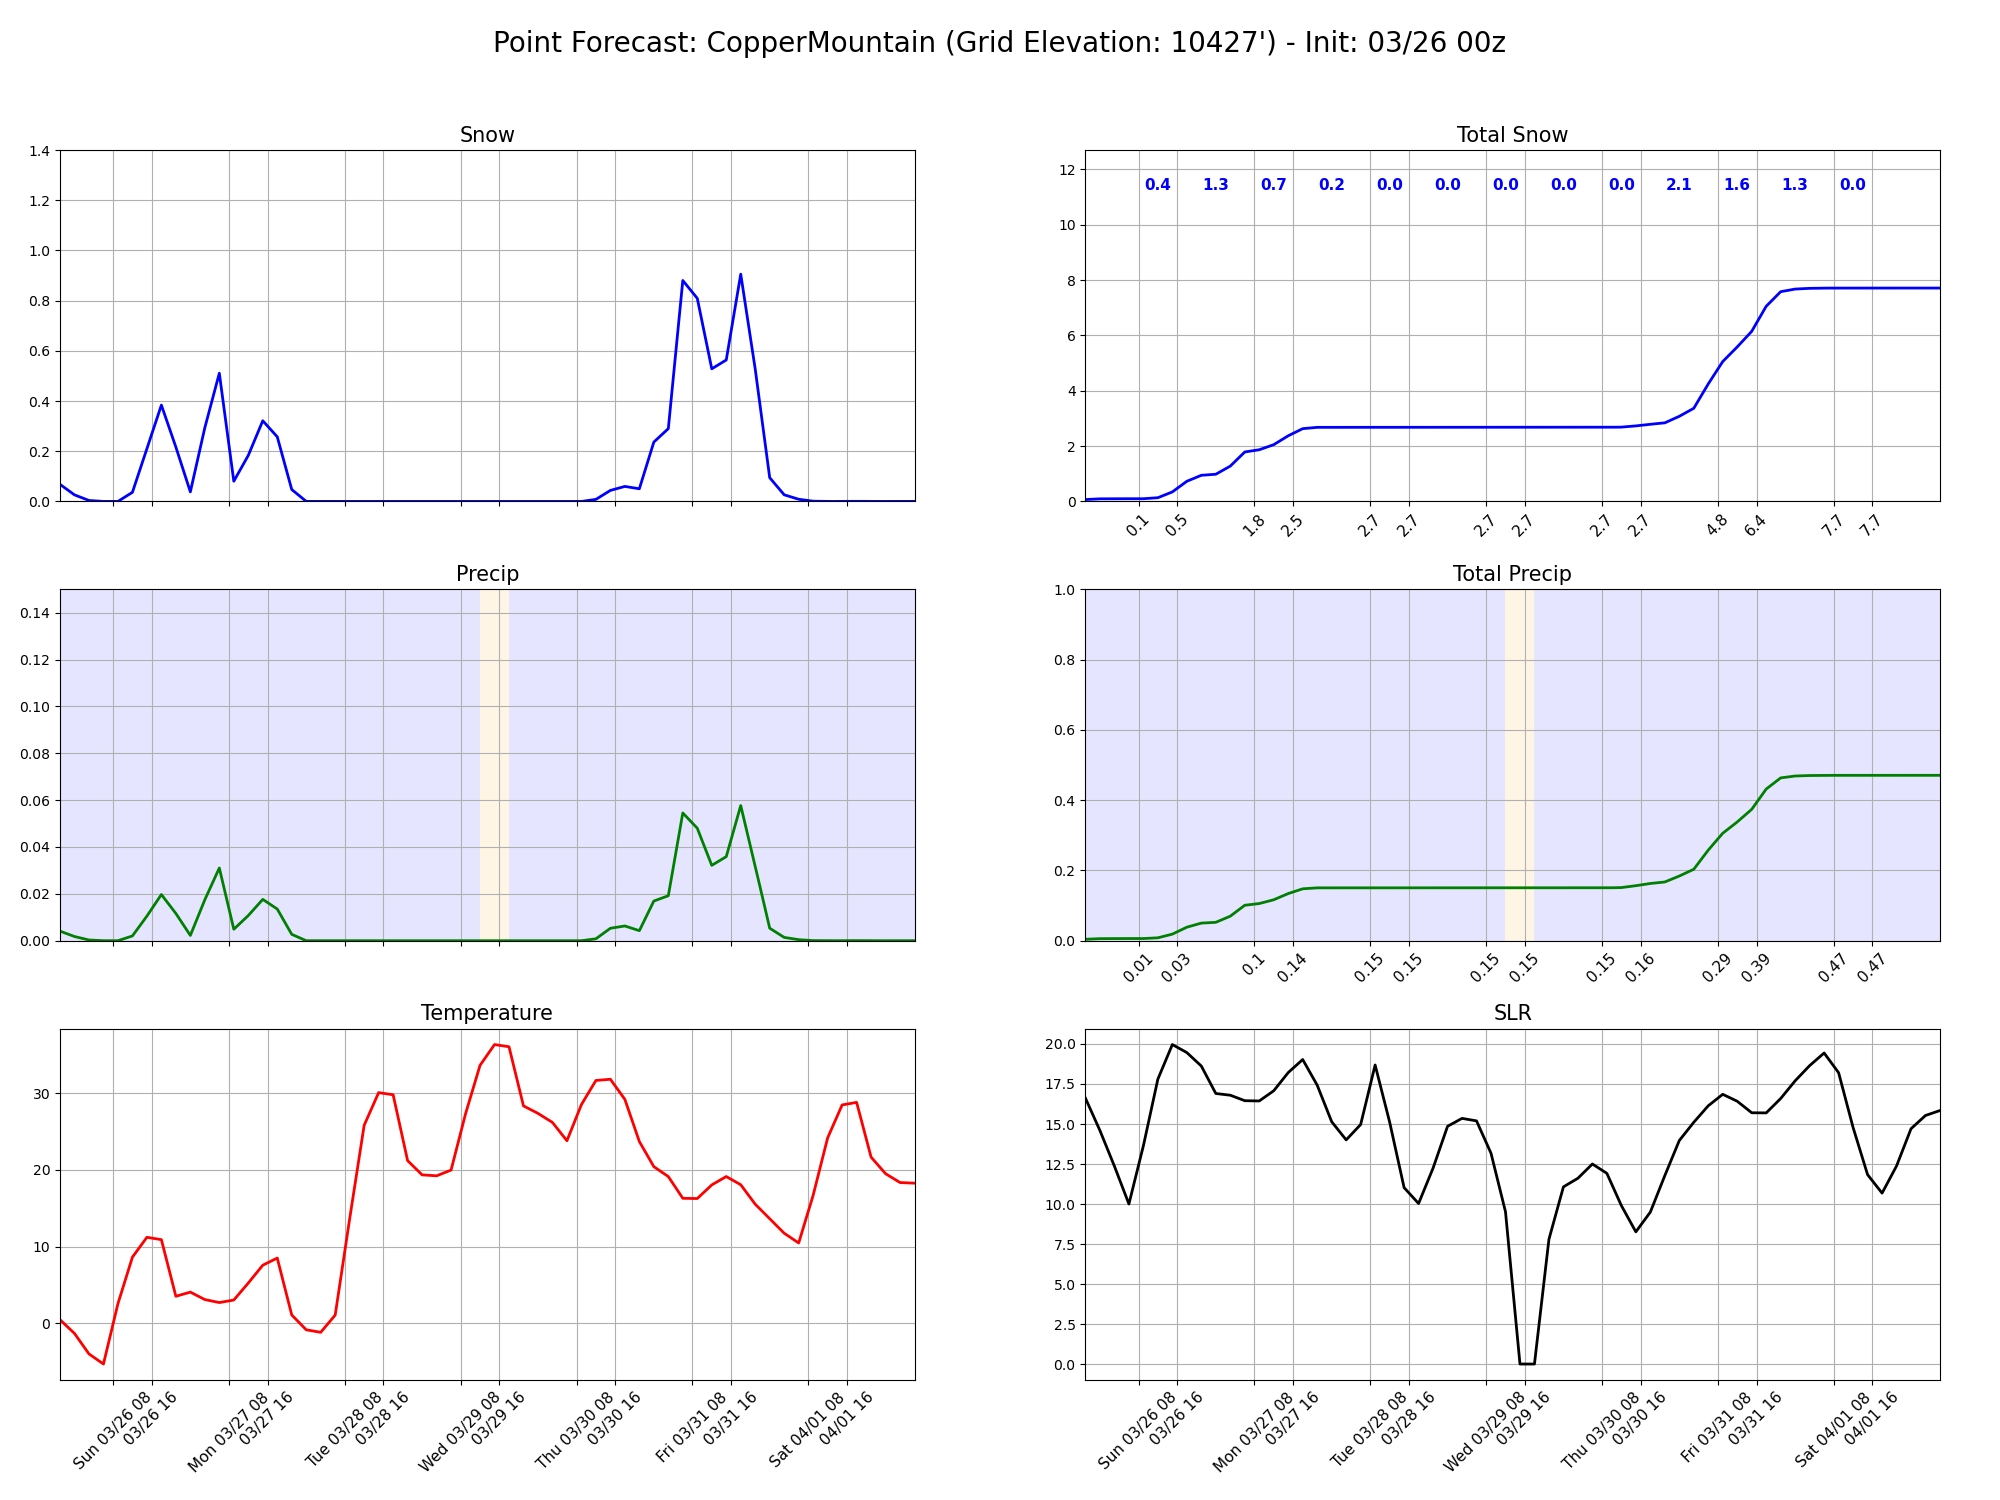 Point Forecast: CopperMountain (Grid Elevation: 10427') - Init: 03/26 00z
Snow
1.4
1.2
1.0
0.8
0.6
0.4
0.2
0.0
Total Snow
12
10
8
6
4
2
0
0.4 1.3 0.7 0.2 0.0 0.0 0.0 0.0 0.0 2.1 1.6 1.3 0.0
0.1 0.5 1.8 2.5 2.7 2.7 2.7 2.7 2.7 2.7 4.8 6.4 7.7 7.7
Precip
0.14
0.12
0.10
0.08
0.06
0.04
0.02
0.00
Total Precip
1.0
0.8
0.6
0.4
0.2
0.0
0.01 0.03 0.1 0.14 0.15 0.15 0.15 0.15 0.15 0.16 0.29 0.39 0.47 0.47
Temperature
30
20
10
0
Sun 03/26 08
03/26 16
Mon 03/27 08
03/27 16
Tue 03/28 08
03/28 16
Wed 03/29 08
03/29 16
Thu 03/30 08
03/30 16
Fri 03/31 08
03/31 16
Sat 04/01 08
04/01 16
SLR
20.0
17.5
15.0
12.5
10.0
7.5
5.0
2.5
0.0
Sun 03/26 08
03/26 16
Mon 03/27 08
03/27 16
Tue 03/28 08
03/28 16
Wed 03/29 08
03/29 16
Thu 03/30 08
03/30 16
Fri 03/31 08
03/31 16
Sat 04/01 08
04/01 16